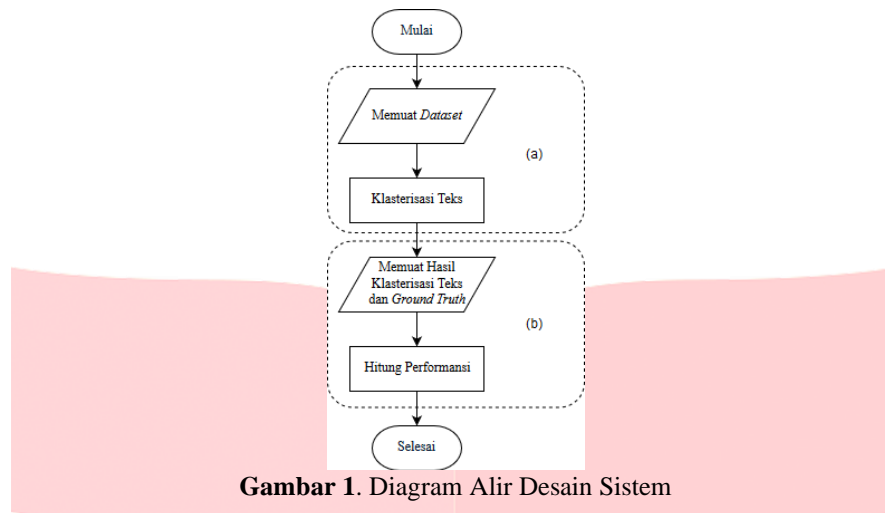 Mulai
Memuat Dataset
(a)
Klasterisasi Teks
Memuat Hasil
Klasterisasi Teks
dan Ground Truth
(b)
Hitung Performansi
Selesai
Gambar 1. Diagram Alir Desain Sistem